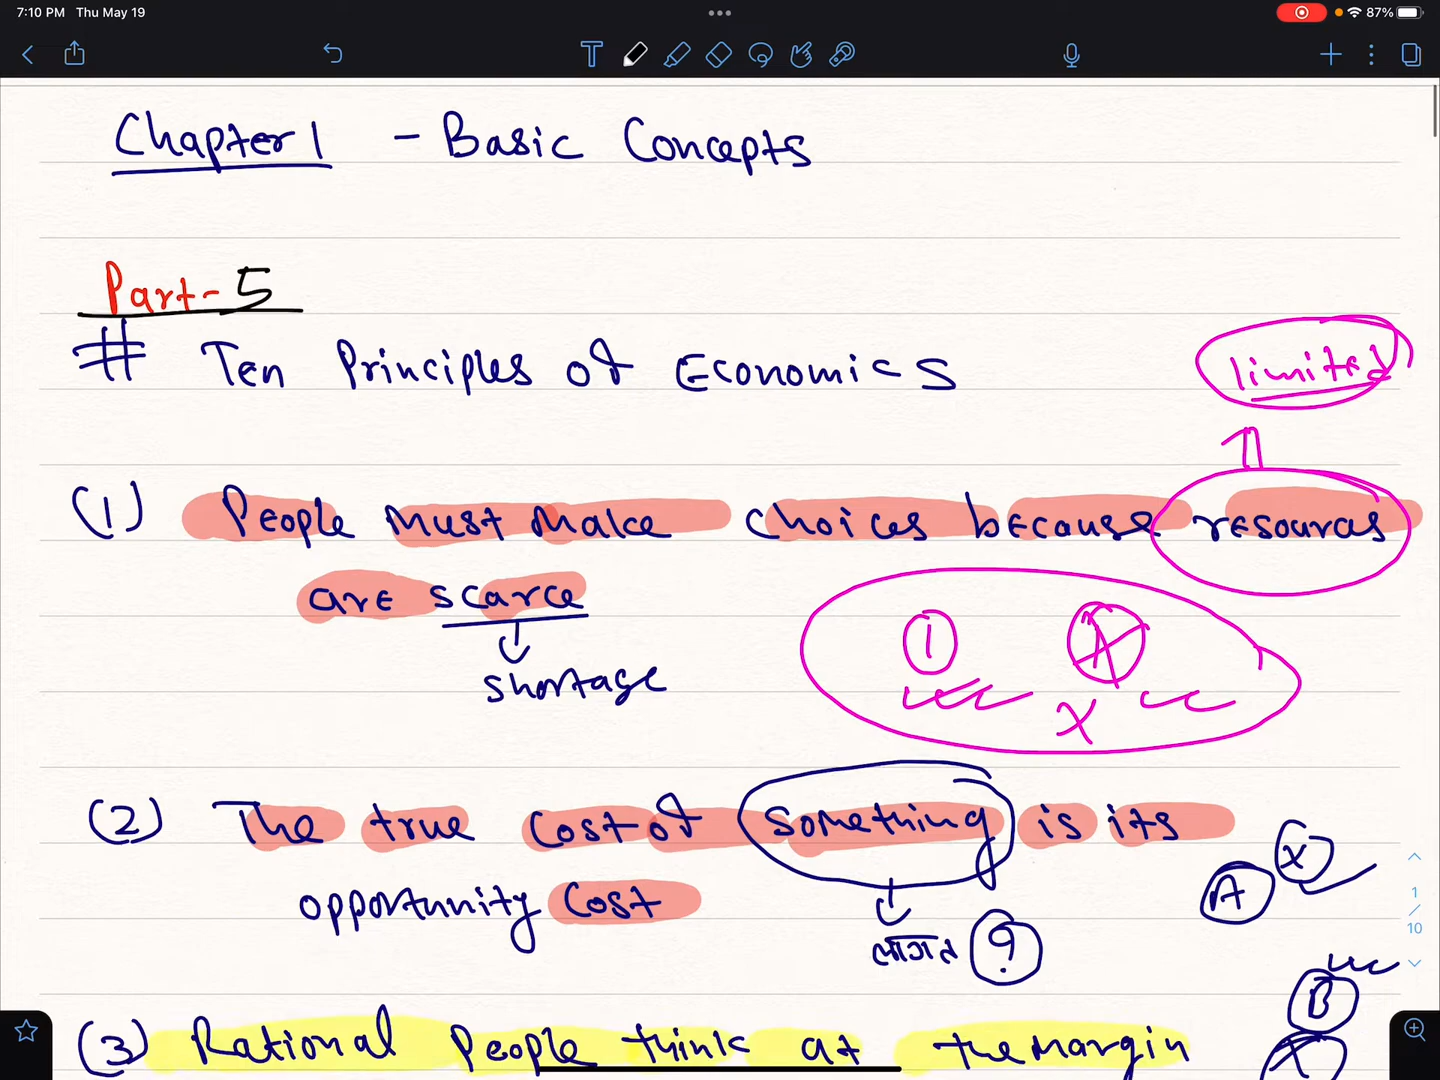 7:10 PM Thu May 19
87%
Chapter 1 - Basic Concepts
Part-5
# Ten Principles of Economics
limited
(1) People Must Make choices because resources
are scarce
shortage
1 A
X
(2) The true cost of something is its
opportunity cost
X
A
?
B
X
(3) Rational People think at the margin
1
/
10